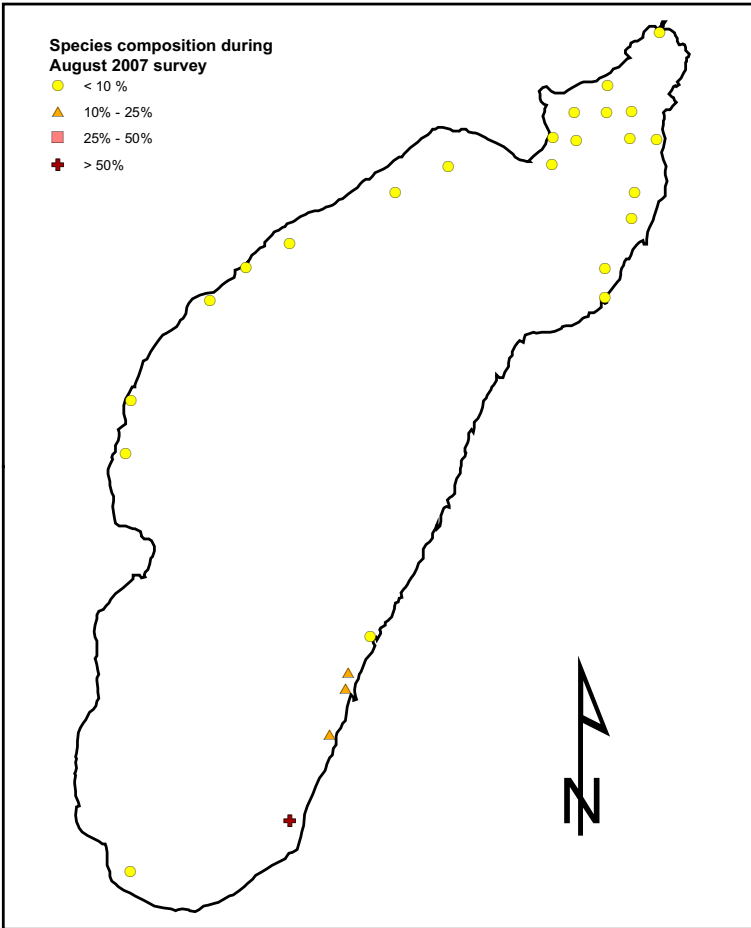 Species composition during
August 2007 survey
< 10 %
10% - 25%
25% - 50%
> 50%
N